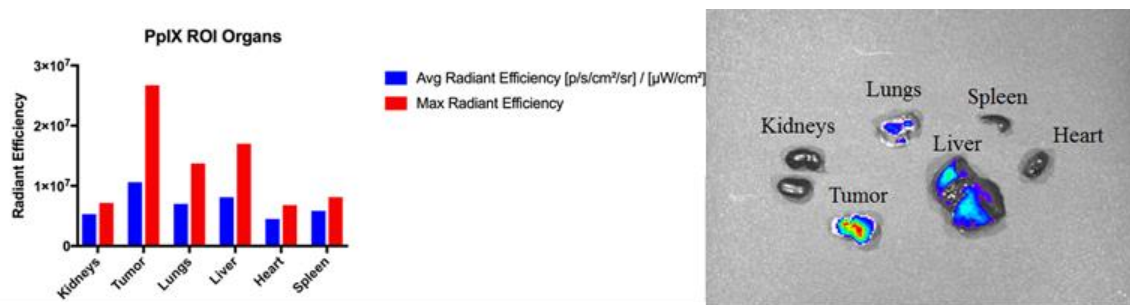 PpIX ROI Organs
Radiant Efficiency
3×10⁷
2×10⁷
1×10⁷
0
Kidneys
Tumor
Lungs
Liver
Heart
Spleen
Avg Radiant Efficiency [p/s/cm²/sr] / [µW/cm²]
Max Radiant Efficiency
Lungs
Spleen
Kidneys
Liver
Heart
Tumor